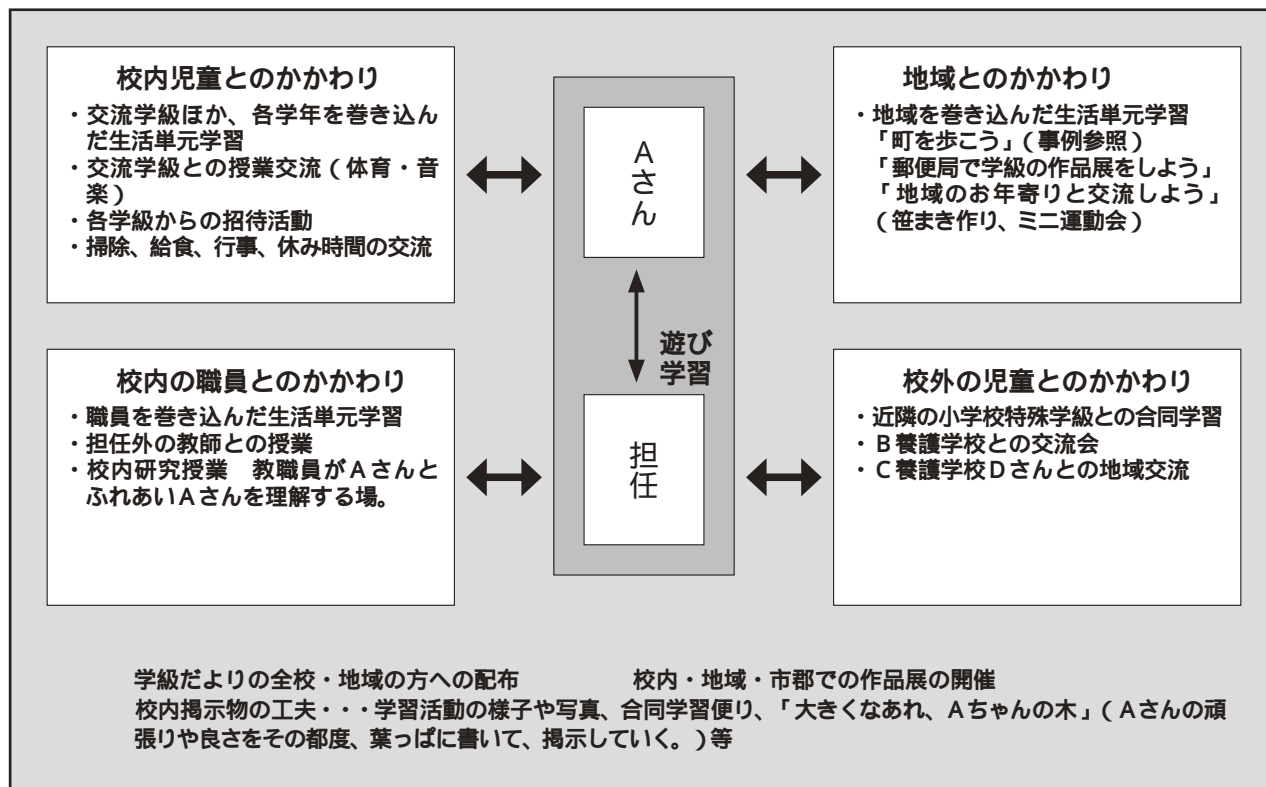 校内児童とのかかわり
・交流学級ほか、各学年を巻き込ん
だ生活単元学習
・交流学級との授業交流（体育・音
楽）
・各学級からの招待活動
・掃除、給食、行事、休み時間の交流
Aさん
地域とのかかわり
・地域を巻き込んだ生活単元学習
「町を歩こう」（事例参照）
「郵便局で学級の作品展をしよう」
「地域のお年寄りと交流しよう」
（笹まき作り、ミニ運動会）
遊び
学習
校内の職員とのかかわり
・職員を巻き込んだ生活単元学習
・担任外の教師との授業
・校内研究授業　教職員がAさんと
ふれあいAさんを理解する場。
担任
校外の児童とのかかわり
・近隣の小学校特殊学級との合同学習
・B養護学校との交流会
・C養護学校Dさんとの地域交流
学級だよりの全校・地域の方への配布　校内・地域・市郡での作品展の開催
校内掲示物の工夫・・・学習活動の様子や写真、合同学習便り、「大きくなあれ、Aちゃんの木」（Aさんの頑
張りや良さをその都度、葉っぱに書いて、掲示していく。）等